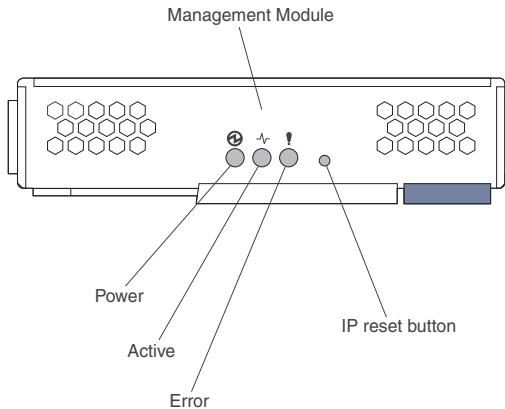 Management Module
Power
IP reset button
Active
Error